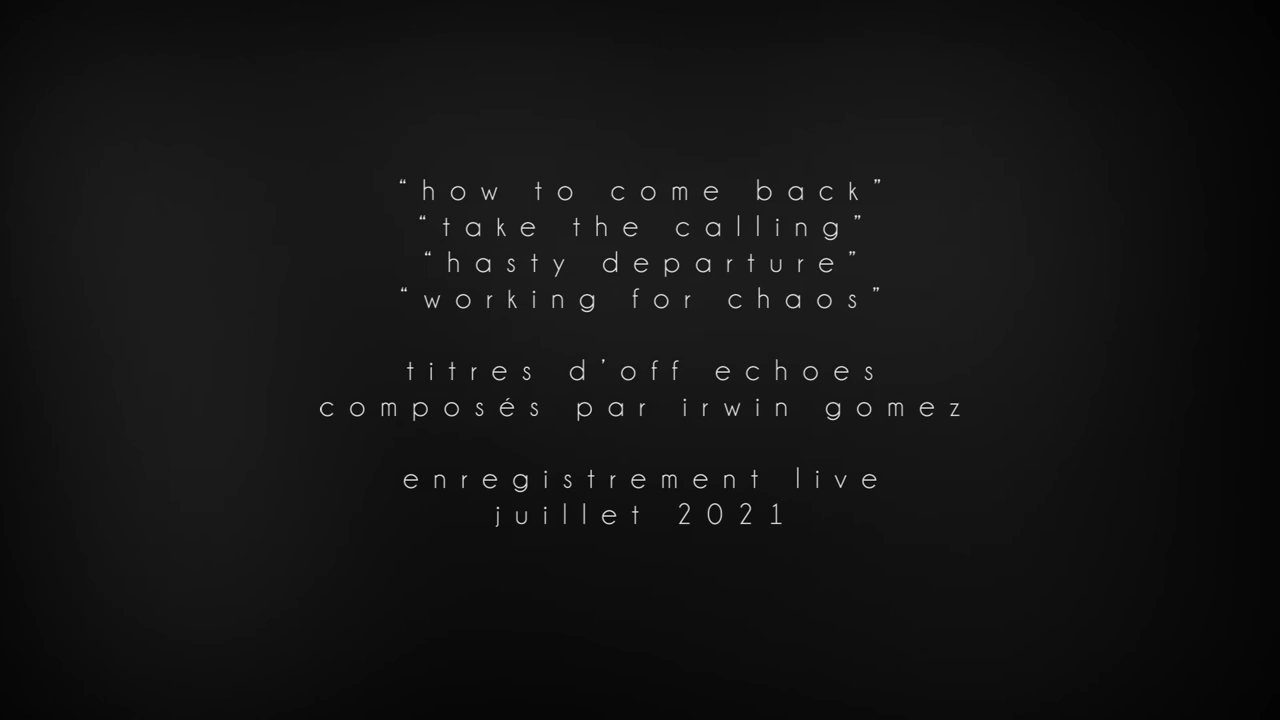 “how to come back”
“take the calling”
“hasty departure”
“working for chaos”
titres d’off echoes
composés par irwin gomez
enregistrement live
juillet 2021